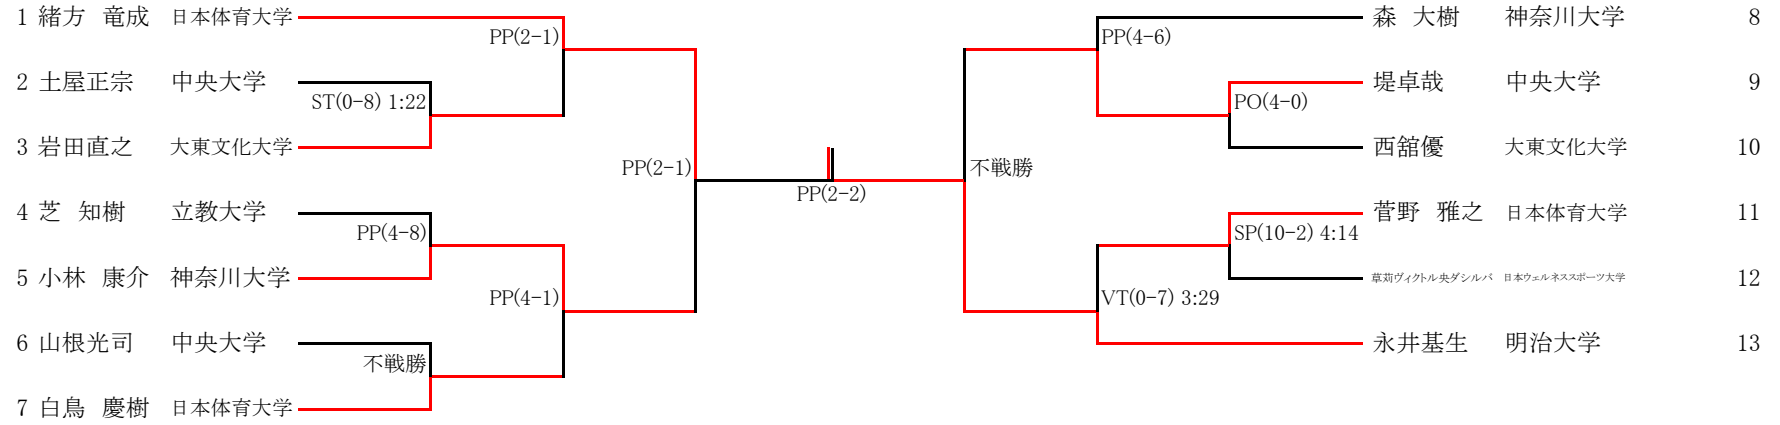 1 緒方 竜成 日本体育大学
PP(2-1)
2 土屋正宗 中央大学
ST(0-8) 1:22
3 岩田直之 大東文化大学
PP(2-1)
4 芝 知樹 立教大学
PP(4-8)
5 小林 康介 神奈川大学
PP(4-1)
6 山根光司 中央大学
不戦勝
7 白鳥 慶樹 日本体育大学
PP(2-2)
森 大樹 神奈川大学 8
PP(4-6)
堤卓哉 中央大学 9
PO(4-0)
西舘優 大東文化大学 10
不戦勝
菅野 雅之 日本体育大学 11
SP(10-2) 4:14
草苅ヴィクトル央ダシルバ 日本ウェルネススポーツ大学 12
VT(0-7) 3:29
永井基生 明治大学 13